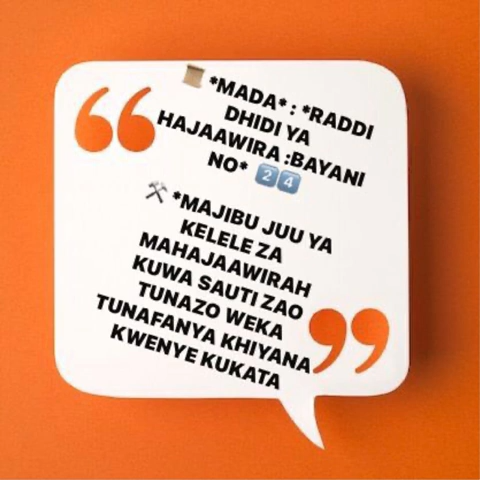 📜 *MADA* : *RADDI
DHIDI YA
HAJAAWIRA :BAYANI
NO* 2️⃣4️⃣
⚒️ *MAJIBU JUU YA
KELELE ZA
MAHAJAAWIRAH
KUWA SAUTI ZAO
TUNAZO WEKA
TUNAFANYA KHIYANA
KWENYE KUKATA